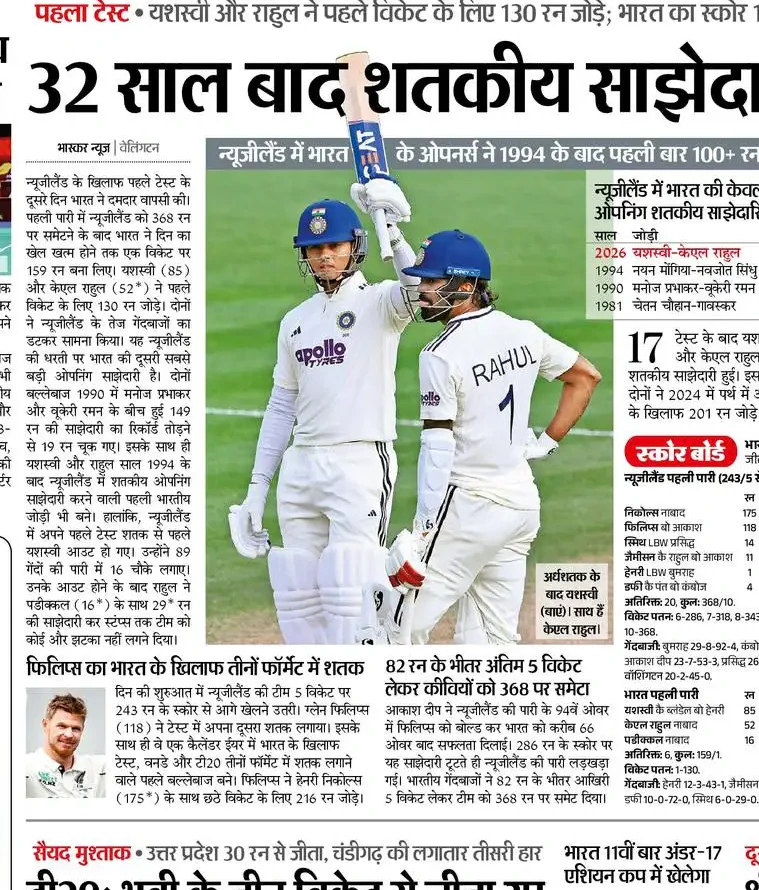 पहला टेस्ट • यशस्वी और राहुल ने पहले विकेट के लिए 130 रन जोड़े; भारत का स्कोर
32 साल बाद शतकीय
भास्कर न्यूज | वेलिंगटन
न्यूजीलैंड के खिलाफ पहले टेस्ट के
दूसरे दिन भारत ने दमदार वापसी की।
पहली पारी में न्यूजीलैंड को 368 रन
पर समेटने के बाद भारत ने दिन का
खेल खत्म होने तक एक विकेट पर
159 रन बना लिए। यशस्वी (85)
और केएल राहुल (52*) ने पहले
विकेट के लिए 130 रन जोड़े। दोनों
ने न्यूजीलैंड के तेज गेंदबाजों का
डटकर सामना किया। यह न्यूजीलैंड
की धरती पर भारत की दूसरी सबसे
बड़ी ओपनिंग साझेदारी है। दोनों
बल्लेबाज 1990 में मनोज प्रभाकर
और वूकेरी रमन के बीच हुई 149
रन की साझेदारी का रिकॉर्ड तोड़ने
से 19 रन चूक गए। इसके साथ ही
यशस्वी और राहुल साल 1994 के
बाद न्यूजीलैंड में शतकीय ओपनिंग
साझेदारी करने वाली पहली भारतीय
जोड़ी भी बने। हालांकि, न्यूजीलैंड
में अपने पहले टेस्ट शतक से पहले
यशस्वी आउट हो गए। उन्होंने 89
गेंदों की पारी में 16 चौके लगाए।
उनके आउट होने के बाद राहुल ने
पडीक्कल (16*) के साथ 29* रन
की साझेदारी कर स्टंप्स तक टीम को
कोई और झटका नहीं लगने दिया।
न्यूजीलैंड में भारत के ओपनर्स ने 1994 के बाद पहली बार 100+
apollo
TYRES
RAHUL
1
apollo
TYRES
अर्धशतक के
बाद यशस्वी
(बाएं)। साथ हैं
केएल राहुल।
न्यूजीलैंड में भारत की
ओपनिंग शतकीय
साल जोड़ी
2026 यशस्वी-केएल राहुल
1994 नयन मोंगिया-नवजोत सिंधु
1990 मनोज प्रभाकर-वूकेरी रमन
1981 चेतन चौहान-गावस्कर
17 टेस्ट के बाद
और केएल राहुल
शतकीय साझेदारी हुई।
दोनों ने 2024 में पर्थ में
के खिलाफ 201 रन जोड़े
स्कोर बोर्ड
न्यूजीलैंड पहली पारी (243/5
रन
निकोल्स नाबाद 175
फिलिप्स बो आकाश 118
स्मिथ LBW प्रसिद्ध 14
जैमीसन कै राहुल बो आकाश 11
हेनरी LBW बुमराह 1
डफी कै पंत बो कंबोज 4
अतिरिक्त: 20, कुल: 368/10.
विकेट पतन: 6-286, 7-318,
10-368.
गेंदबाजी: बुमराह 29-8-92-4,
आकाश दीप 23-7-53-3, प्रसिद्ध
वॉशिंगटन 20-2-45-0.
भारत पहली पारी रन
यशस्वी कै ब्लंडेल बो हेनरी 85
केएल राहुल नाबाद 52
पडीक्कल नाबाद 16
अतिरिक्त: 6, कुल: 159/1.
विकेट पतन: 1-130.
गेंदबाजी: हेनरी 12-3-43-1, जैमीसन
डफी 10-0-72-0, स्मिथ 6-0-29-0.
फिलिप्स का भारत के खिलाफ तीनों फॉर्मेट में शतक
दिन की शुरुआत में न्यूजीलैंड की टीम 5 विकेट पर
243 रन के स्कोर से आगे खेलने उतरी। ग्लेन फिलिप्स
(118) ने टेस्ट में अपना दूसरा शतक लगाया। इसके
साथ ही वे एक कैलेंडर ईयर में भारत के खिलाफ
टेस्ट, वनडे और टी20 तीनों फॉर्मेट में शतक लगाने
वाले पहले बल्लेबाज बने। फिलिप्स ने हेनरी निकोल्स
(175*) के साथ छठे विकेट के लिए 216 रन जोड़े।
82 रन के भीतर अंतिम 5 विकेट
लेकर कीवियों को 368 पर समेटा
आकाश दीप ने न्यूजीलैंड की पारी के 94वें ओवर
में फिलिप्स को बोल्ड कर भारत को करीब 66
ओवर बाद सफलता दिलाई। 286 रन के स्कोर पर
यह साझेदारी टूटते ही न्यूजीलैंड की पारी लड़खड़ा
गई। भारतीय गेंदबाजों ने 82 रन के भीतर आखिरी
5 विकेट लेकर टीम को 368 रन पर समेट दिया।
सैयद मुश्ताक • उत्तर प्रदेश 30 रन से जीता, चंडीगढ़ की लगातार तीसरी हार
भारत 11वीं बार अंडर-17
एशियन कप में खेलेगा